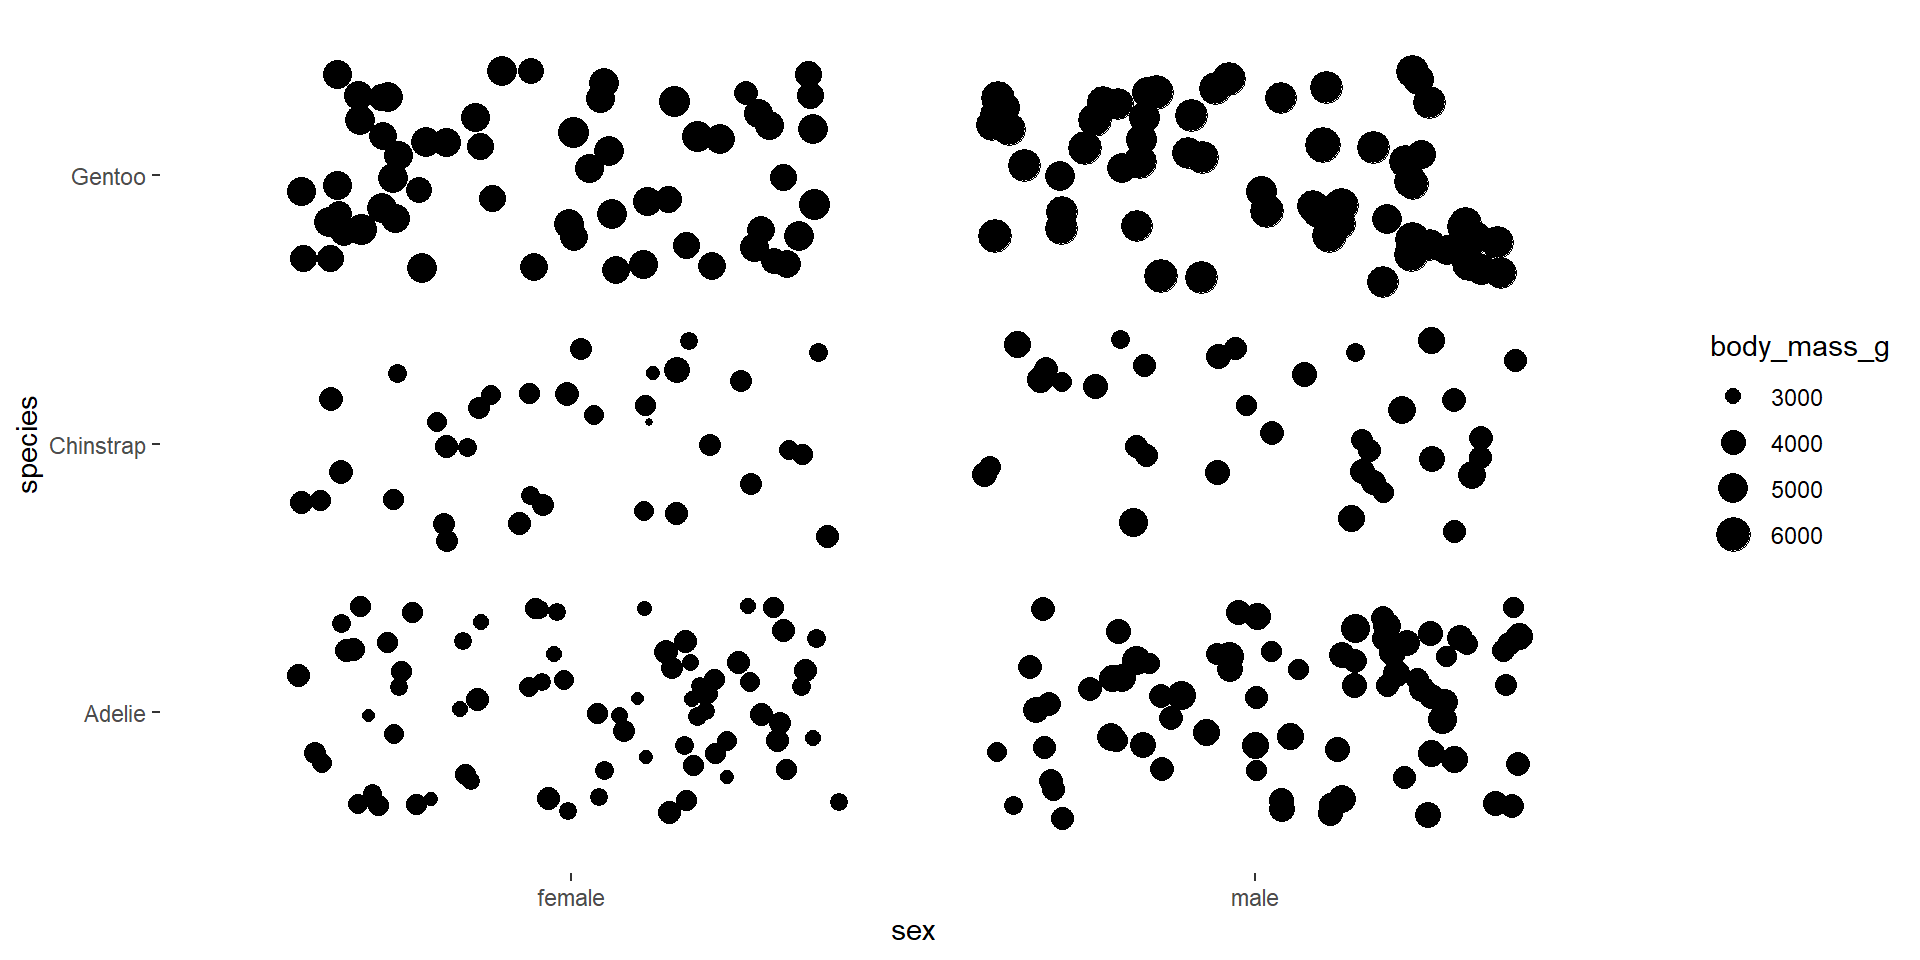 species
Gentoo
Chinstrap
Adelie
female
male
sex
body_mass_g
3000
4000
5000
6000